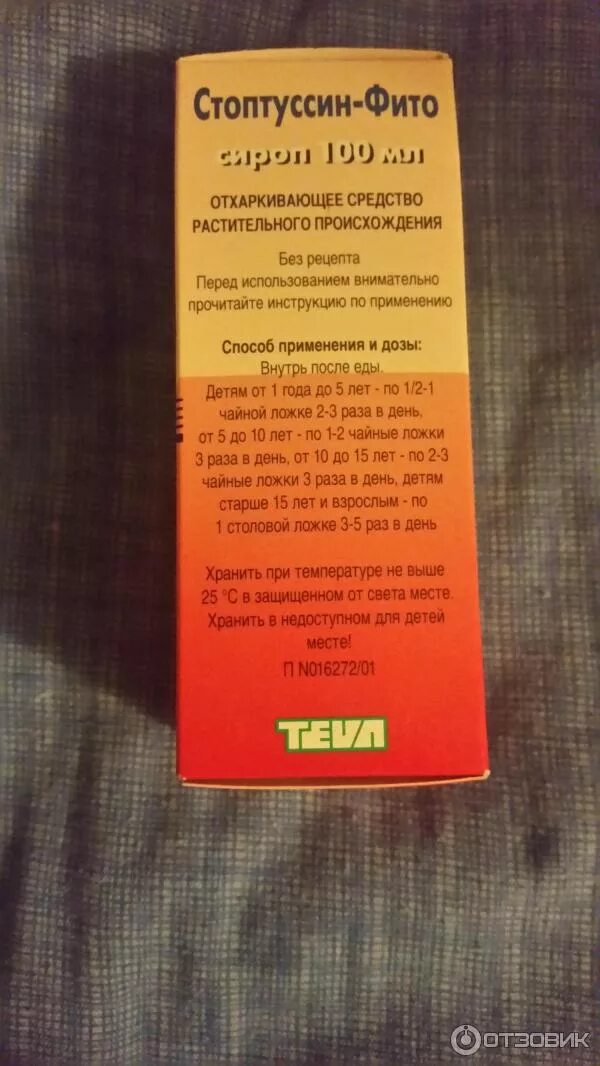 Стоптуссин-Фито
сироп 100 мл
ОТХАРКИВАЮЩЕЕ СРЕДСТВО
РАСТИТЕЛЬНОГО ПРОИСХОЖДЕНИЯ
Без рецепта
Перед использованием внимательно
прочитайте инструкцию по применению
Способ применения и дозы:
Внутрь после еды.
Детям от 1 года до 5 лет - по 1/2-1
чайной ложке 2-3 раза в день,
от 5 до 10 лет - по 1-2 чайные ложки
3 раза в день, от 10 до 15 лет - по 2-3
чайные ложки 3 раза в день, детям
старше 15 лет и взрослым - по
1 столовой ложке 3-5 раз в день
Хранить при температуре не выше
25 °С в защищенном от света месте.
Хранить в недоступном для детей
месте!
П N016272/01
TEVA
ОТЗОВИК